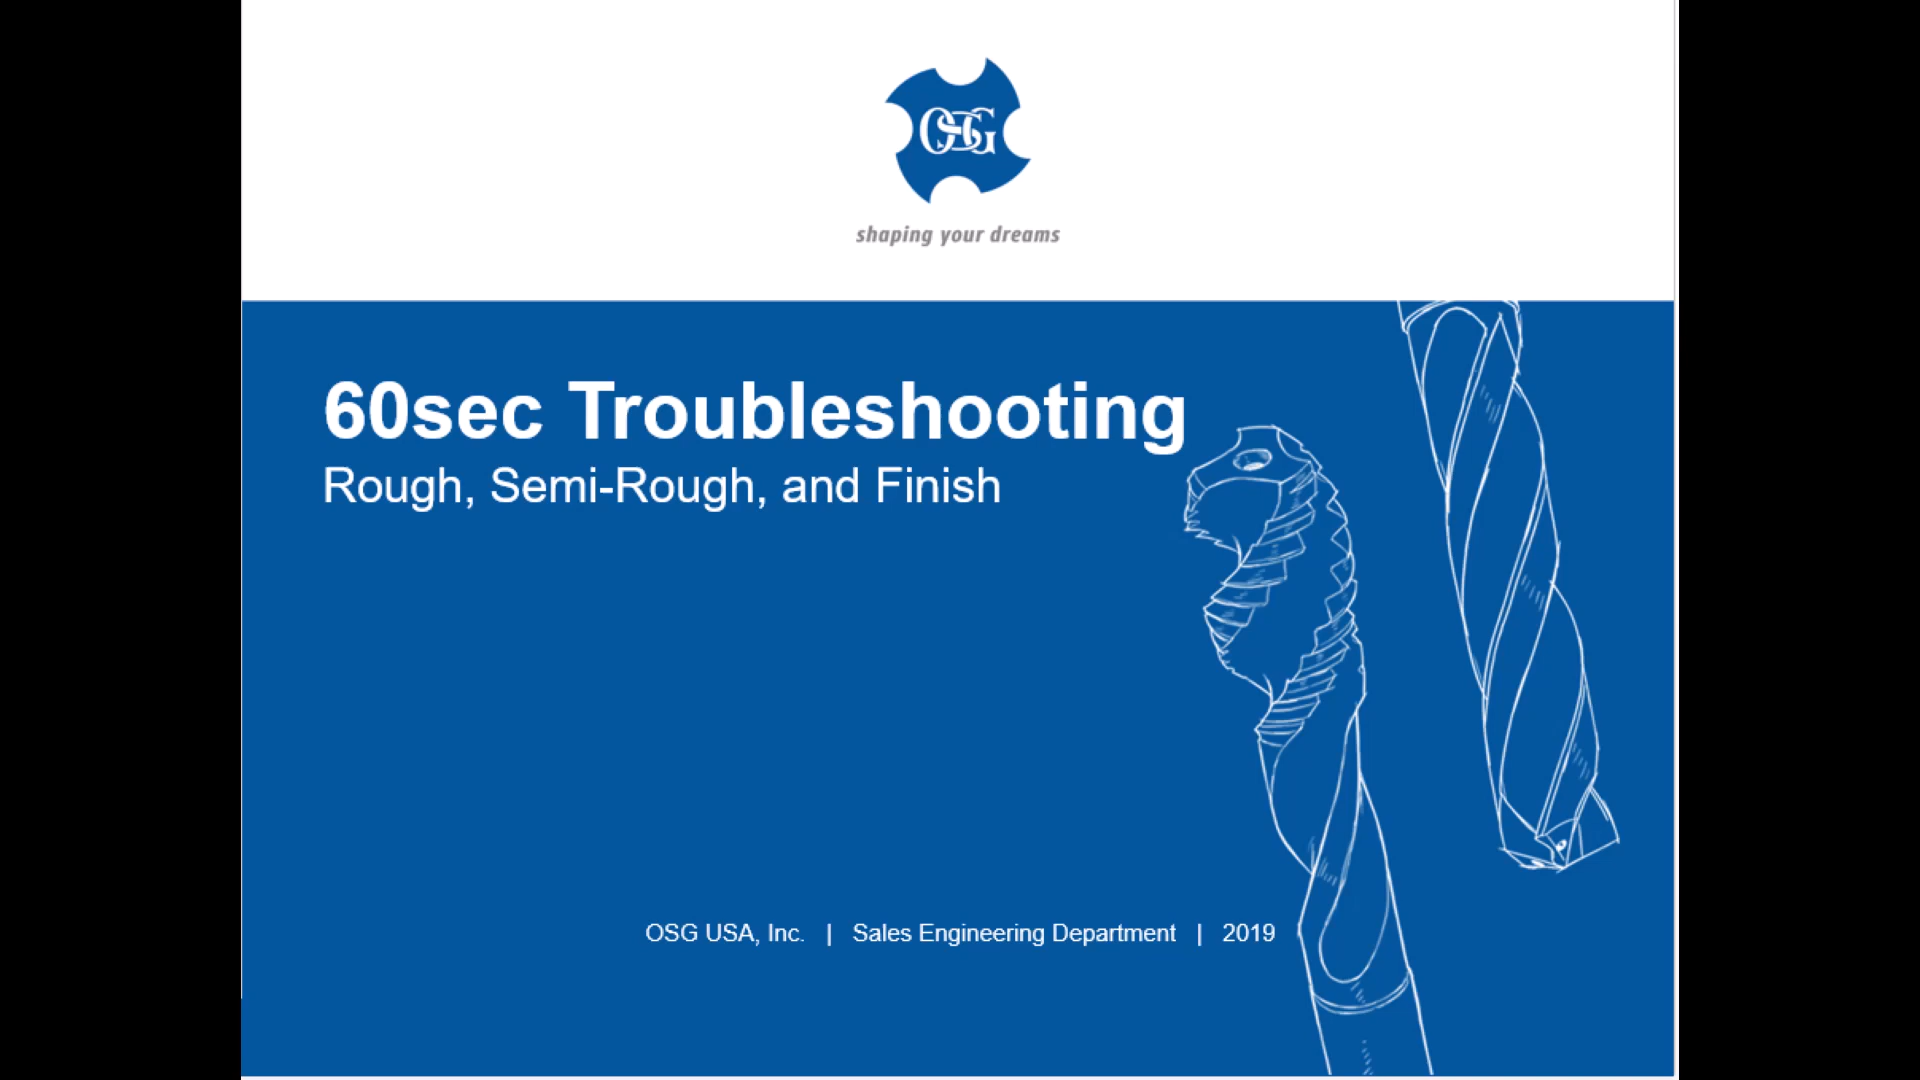 OSG
shaping your dreams
60sec Troubleshooting
Rough, Semi-Rough, and Finish
OSG USA, Inc. | Sales Engineering Department | 2019